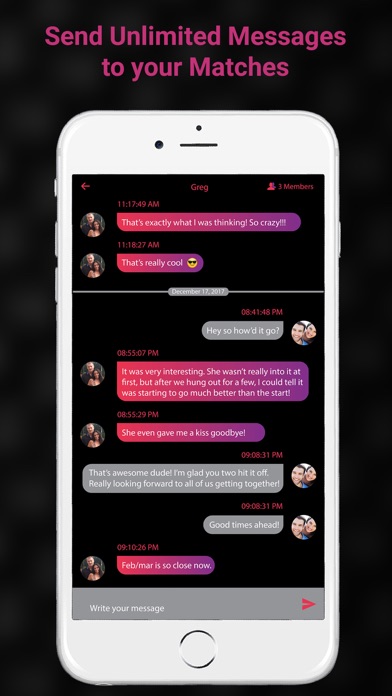 Send Unlimited Messages
to your Matches
Greg
3 Members
11:17:49 AM
That's exactly what I was thinking! So crazy!!!
11:18:27 AM
That's really cool 😎
December 17, 2017
08:41:48 PM
Hey so how'd it go?
08:55:07 PM
It was very interesting. She wasn't really into it at
first, but after we hung out for a few, I could tell it
was starting to go much better than the start!
08:55:29 PM
She even gave me a kiss goodbye!
09:08:31 PM
That's awesome dude! I'm glad you two hit it off.
Really looking forward to all of us getting together!
09:08:31 PM
Good times ahead!
09:10:26 PM
Feb/mar is so close now.
Write your message